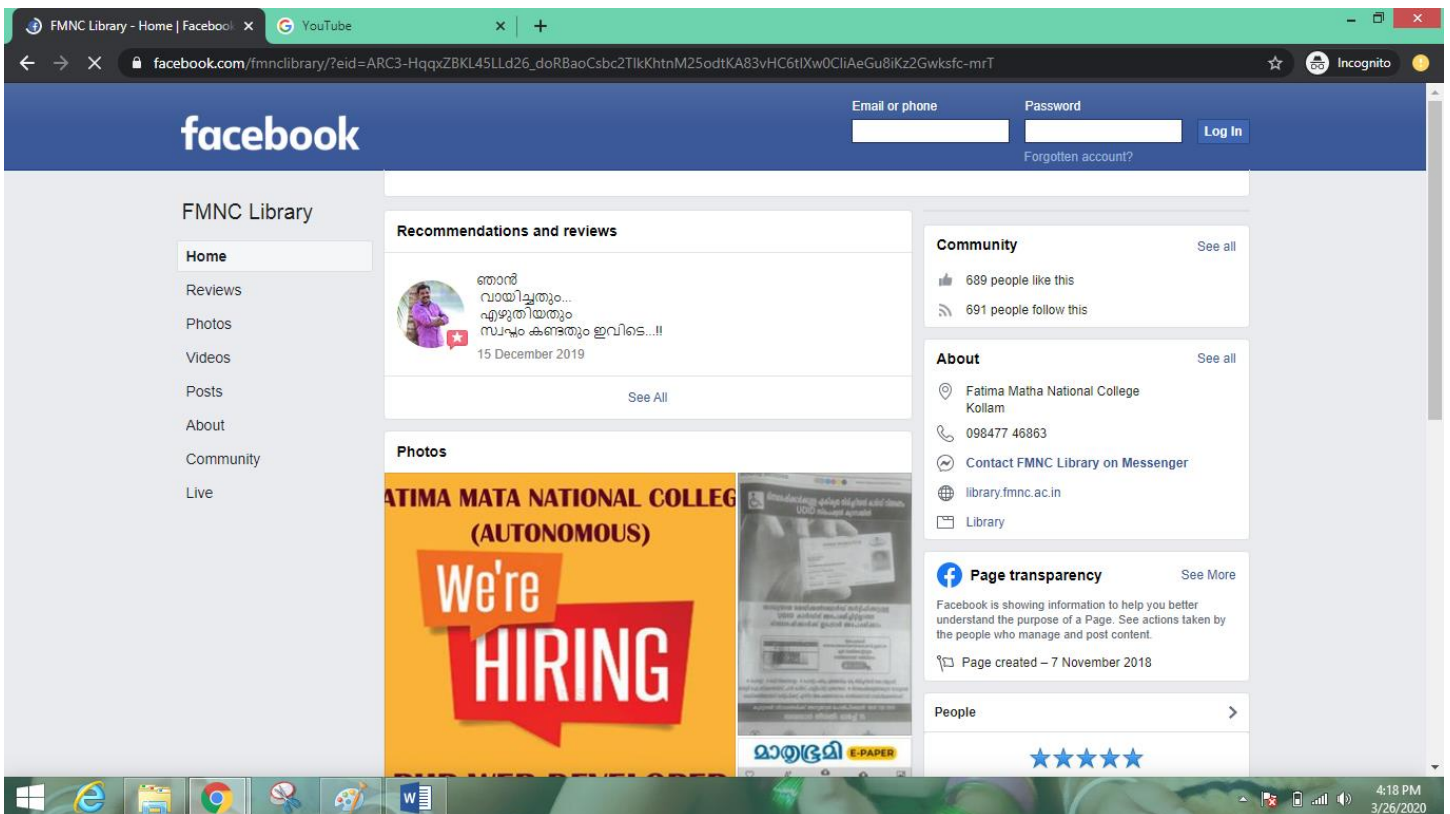 FMNC Library - Home | Facebook
YouTube
facebook.com/fmnclibrary/?eid=ARC3-HqqxZBKL45LLd26_doRBaoCsbc2TIkKhtnM25odtKA83vHC6tIXw0CliAeGu8iKz2Gwksfc-mrT
Incognito
facebook
Email or phone
Password
Log In
Forgotten account?
FMNC Library
Home
Reviews
Photos
Videos
Posts
About
Community
Live
Recommendations and reviews
ഞാൻ
വായിച്ചതും...
എഴുതിയതും
സ്വപ്നം കണ്ടതും ഇവിടെ...!!
15 December 2019
See All
Photos
ATIMA MATA NATIONAL COLLEG
(AUTONOMOUS)
We're
HIRING
PHP WEB DEVELOPER
UDID
മാതൃഭൂമി E-PAPER
Community
See all
689 people like this
691 people follow this
About
See all
Fatima Matha National College
Kollam
098477 46863
Contact FMNC Library on Messenger
library.fmnc.ac.in
Library
Page transparency
See More
Facebook is showing information to help you better
understand the purpose of a Page. See actions taken by
the people who manage and post content.
Page created – 7 November 2018
People
4:18 PM
3/26/2020